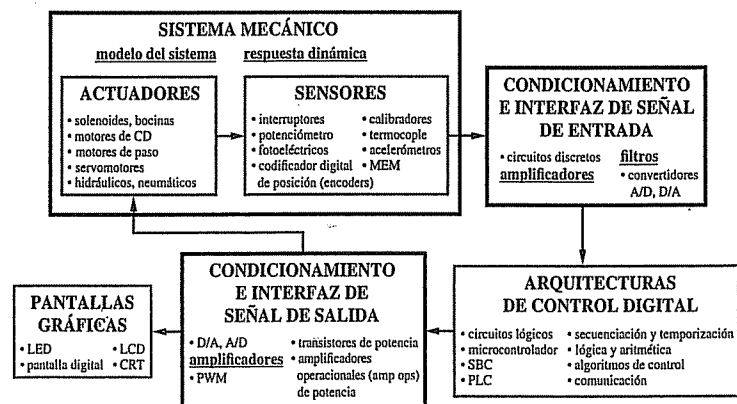 SISTEMA MECÁNICO
modelo del sistema respuesta dinámica
ACTUADORES
• solenoides, bocinas
• motores de CD
• motores de paso
• servomotores
• hidráulicos, neumáticos
SENSORES
• interruptores • calibradores
• potenciómetro • termocople
• fotoeléctricos • acelerómetros
• codificador digital • MEM
de posición (encoders)
CONDICIONAMIENTO
E INTERFAZ DE SEÑAL
DE ENTRADA
• circuitos discretos filtros
amplificadores • convertidores
A/D, D/A
ARQUITECTURAS
DE CONTROL DIGITAL
• circuitos lógicos • secuenciación y temporización
• microcontrolador • lógica y aritmética
• SBC • algoritmos de control
• PLC • comunicación
CONDICIONAMIENTO
E INTERFAZ DE
SEÑAL DE SALIDA
• D/A, A/D • transistores de potencia
amplificadores • amplificadores
• PWM operacionales (amp ops)
de potencia
PANTALLAS
GRÁFICAS
• LED • LCD
• pantalla digital • CRT